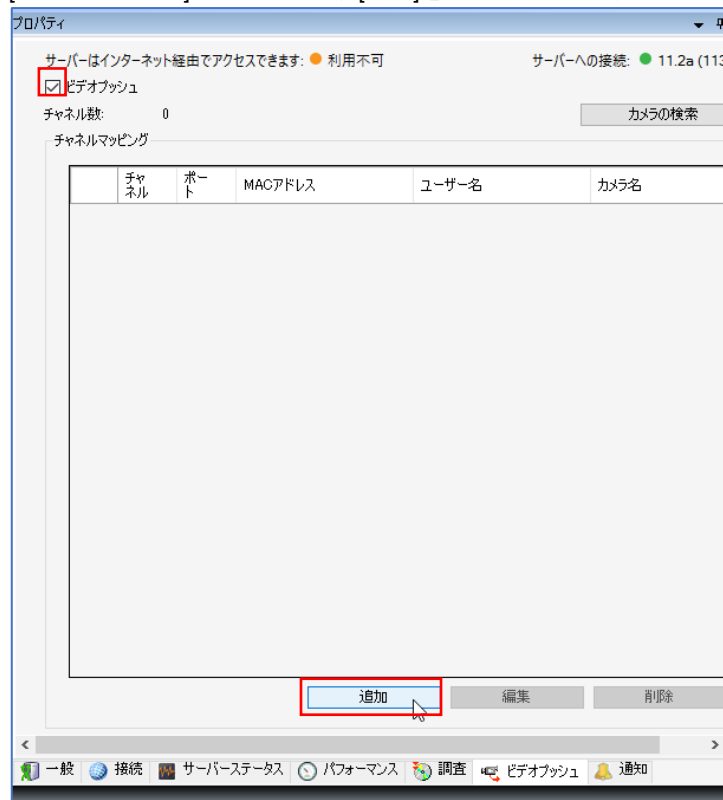 プロパティ
サーバーはインターネット経由でアクセスできます: 利用不可 サーバーへの接続: 11.2a (113
ビデオプッシュ
チャネル数: 0 カメラの検索
チャネルマッピング
チャネル ポート MACアドレス ユーザー名 カメラ名
追加 編集 削除
一般 接続 サーバーステータス パフォーマンス 調査 ビデオプッシュ 通知